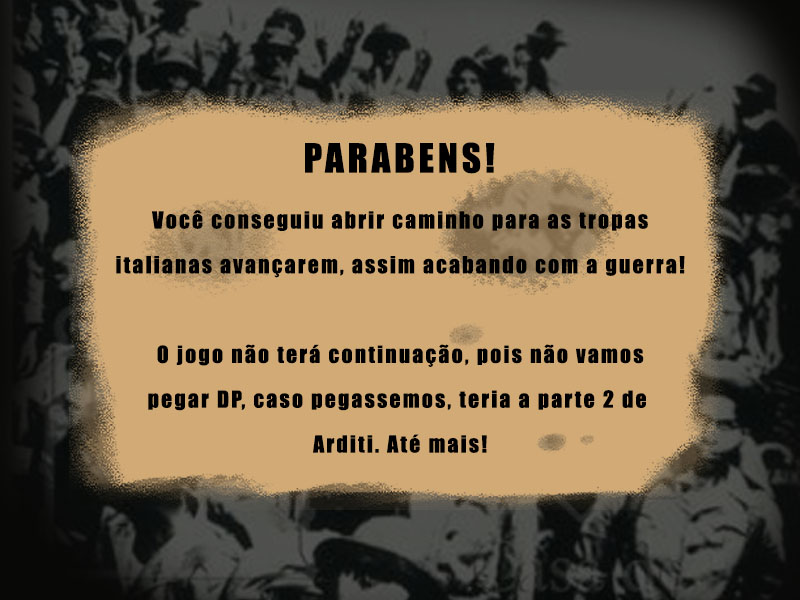 PARABENS!
Você conseguiu abrir caminho para as tropas
italianas avançarem, assim acabando com a guerra!
O jogo não terá continuação, pois não vamos
pegar DP, caso pegassemos, teria a parte 2 de
Arditi. Até mais!